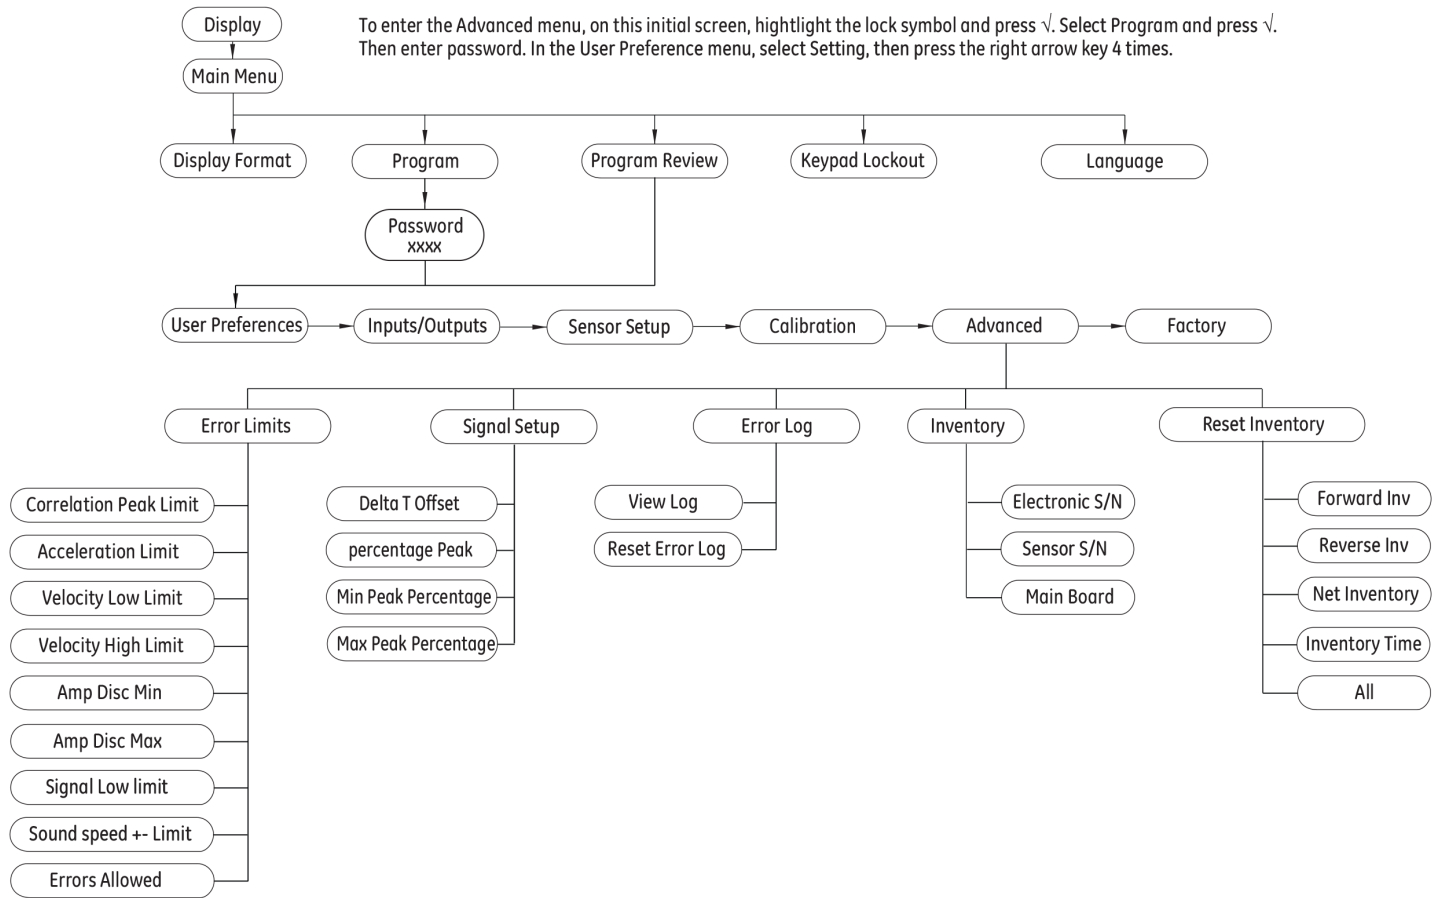 Display
To enter the Advanced menu, on this initial screen, hightlight the lock symbol and press √. Select Program and press √.
Then enter password. In the User Preference menu, select Setting, then press the right arrow key 4 times.
Main Menu
Display Format
Program
Program Review
Keypad Lockout
Language
Password
xxxx
User Preferences
Inputs/Outputs
Sensor Setup
Calibration
Advanced
Factory
Error Limits
Signal Setup
Error Log
Inventory
Reset Inventory
Correlation Peak Limit
Acceleration Limit
Velocity Low Limit
Velocity High Limit
Amp Disc Min
Amp Disc Max
Signal Low limit
Sound speed +- Limit
Errors Allowed
Delta T Offset
percentage Peak
Min Peak Percentage
Max Peak Percentage
View Log
Reset Error Log
Electronic S/N
Sensor S/N
Main Board
Forward Inv
Reverse Inv
Net Inventory
Inventory Time
All